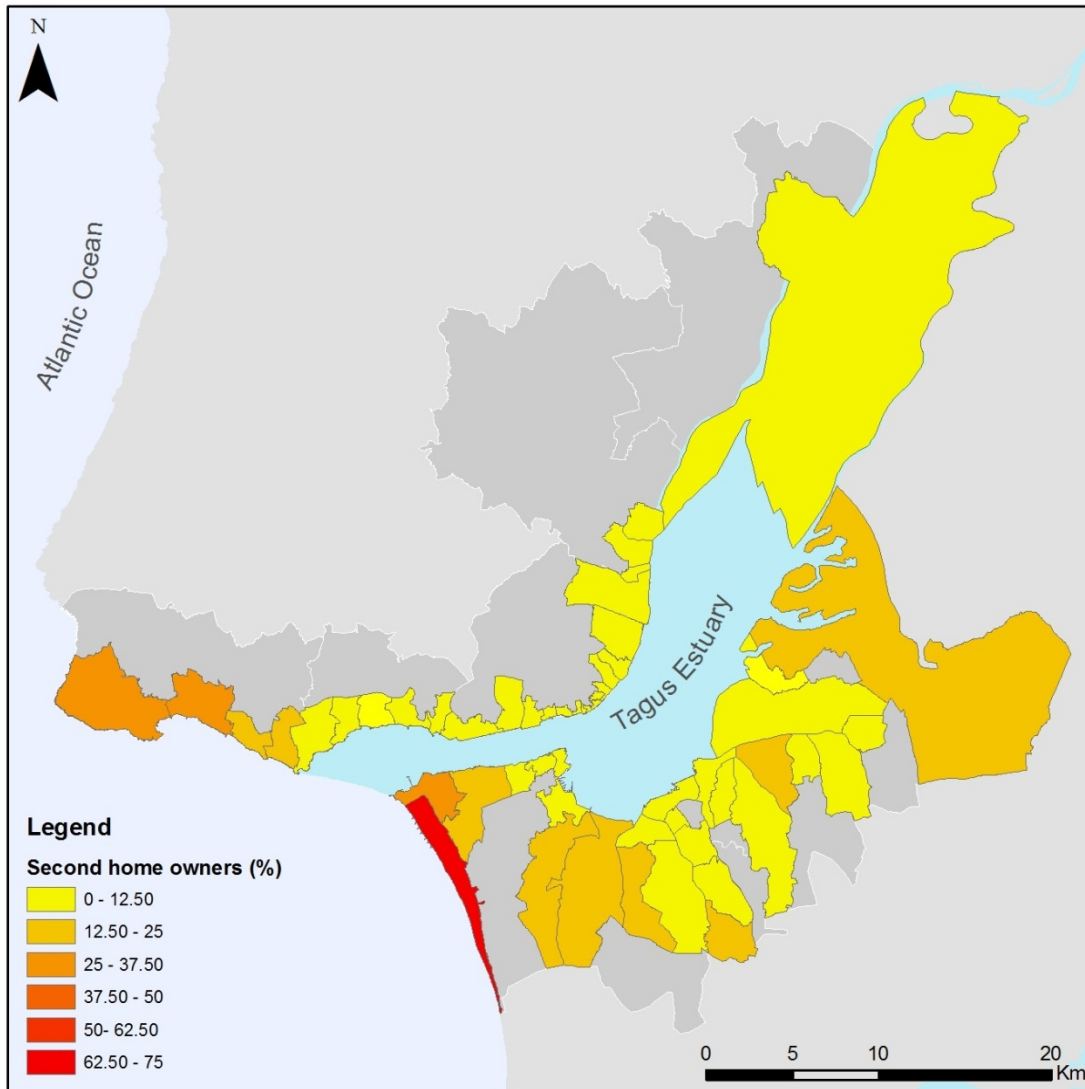 N
Atlantic Ocean
Tagus Estuary
Legend
Second home owners (%)
0 - 12.50
12.50 - 25
25 - 37.50
37.50 - 50
50- 62.50
62.50 - 75
0 5 10 20
Km